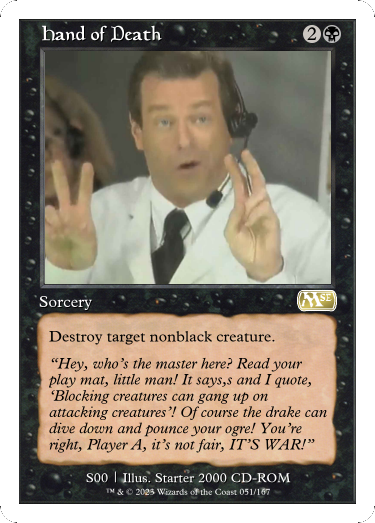 Hand of Death 2
Sorcery MSE
Destroy target nonblack creature.
“Hey, who's the master here? Read your
play mat, little man! It says,s and I quote,
‘Blocking creatures can gang up on
attacking creatures’! Of course the drake can
dive down and pounce your ogre! You're
right, Player A, it's not fair, IT'S WAR!”
S00 | Illus. Starter 2000 CD-ROM
™ & © 2023 Wizards of the Coast 051/167